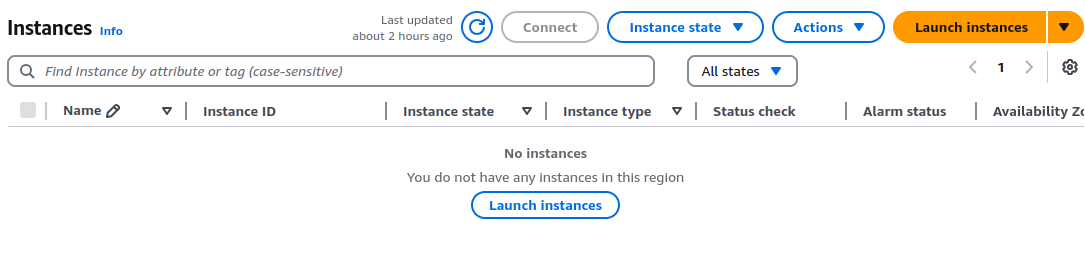 Instances Info
Last updated
about 2 hours ago
Connect
Instance state
Actions
Launch instances
Find Instance by attribute or tag (case-sensitive)
All states
1
Name
Instance ID
Instance state
Instance type
Status check
Alarm status
Availability Zo
No instances
You do not have any instances in this region
Launch instances